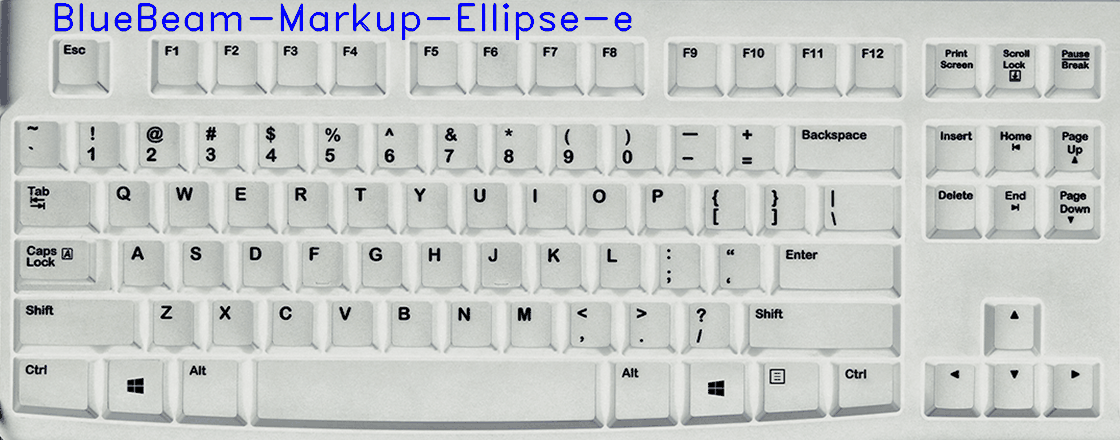 BlueBeam-Markup-Ellipse-e
Esc F1 F2 F3 F4 F5 F6 F7 F8 F9 F10 F11 F12 Print Screen Scroll Lock Pause Break
~ ! @ # $ % ^ & * ( ) — + Backspace Insert Home Page Up
` 1 2 3 4 5 6 7 8 9 0 - =
Tab Q W E R T Y U I O P { } | Delete End Page Down
[ ] \
Caps Lock A S D F G H J K L : “ Enter
; ‘
Shift Z X C V B N M < > ? Shift
, . /
Ctrl Alt Alt Ctrl